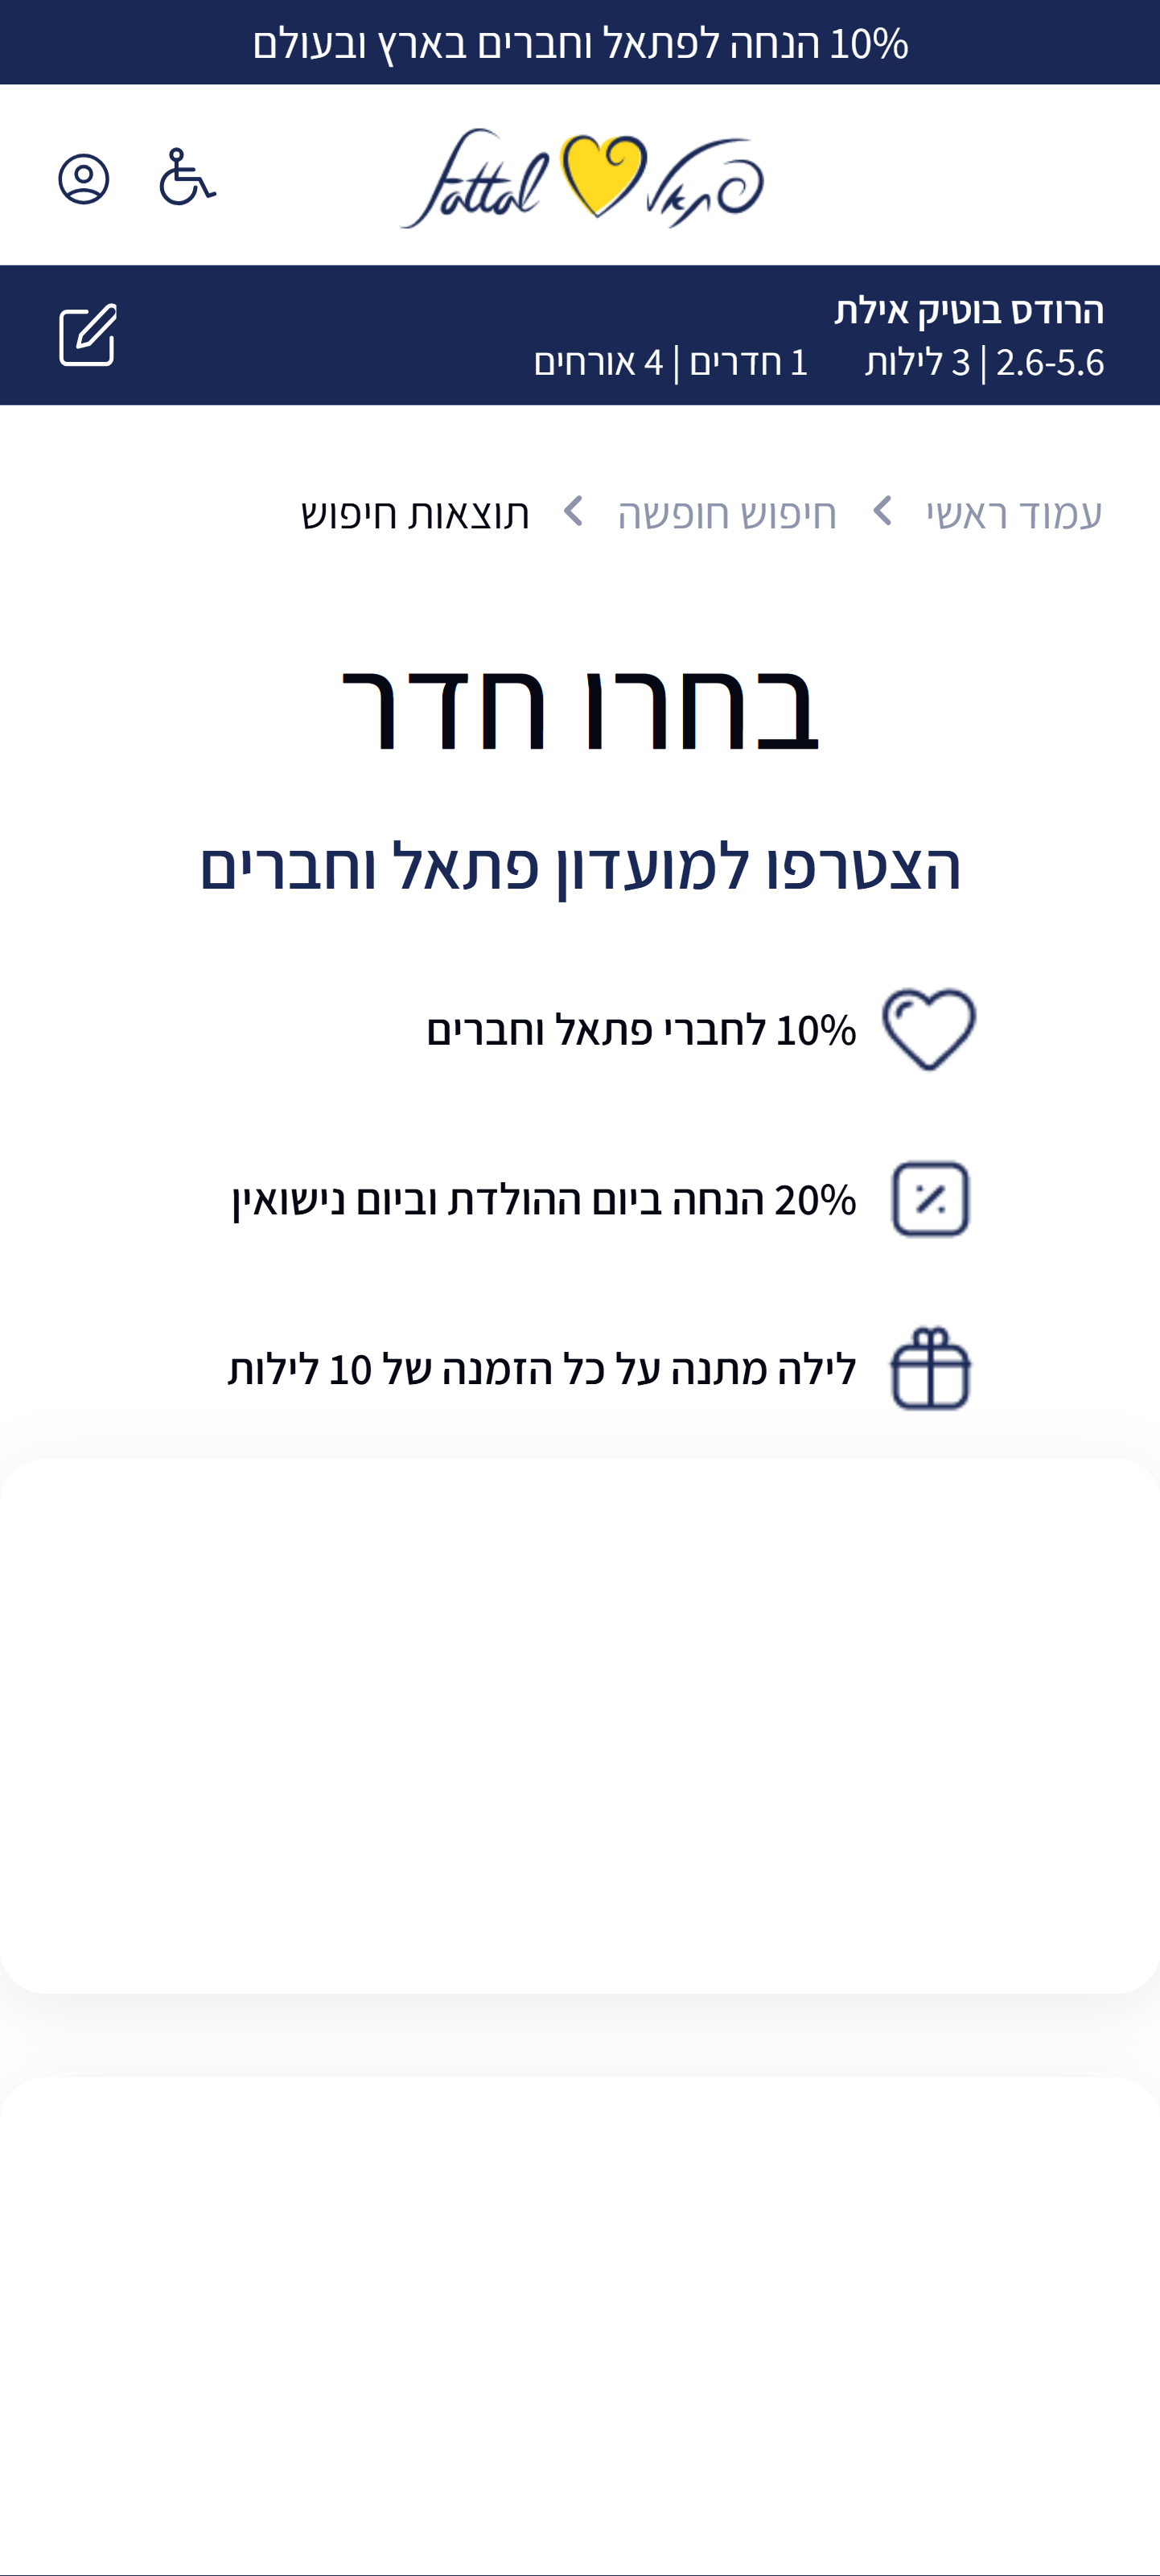 10% הנחה לפתאל וחברים בארץ ובעולם
פתאל Fattal
הרודס בוטיק אילת
2.6-5.6 | 3 לילות 1 חדרים | 4 אורחים
עמוד ראשי חיפוש חופשה תוצאות חיפוש
בחרו חדר
הצטרפו למועדון פתאל וחברים
10% לחברי פתאל וחברים
20% הנחה ביום ההולדת וביום נישואין
לילה מתנה על כל הזמנה של 10 לילות